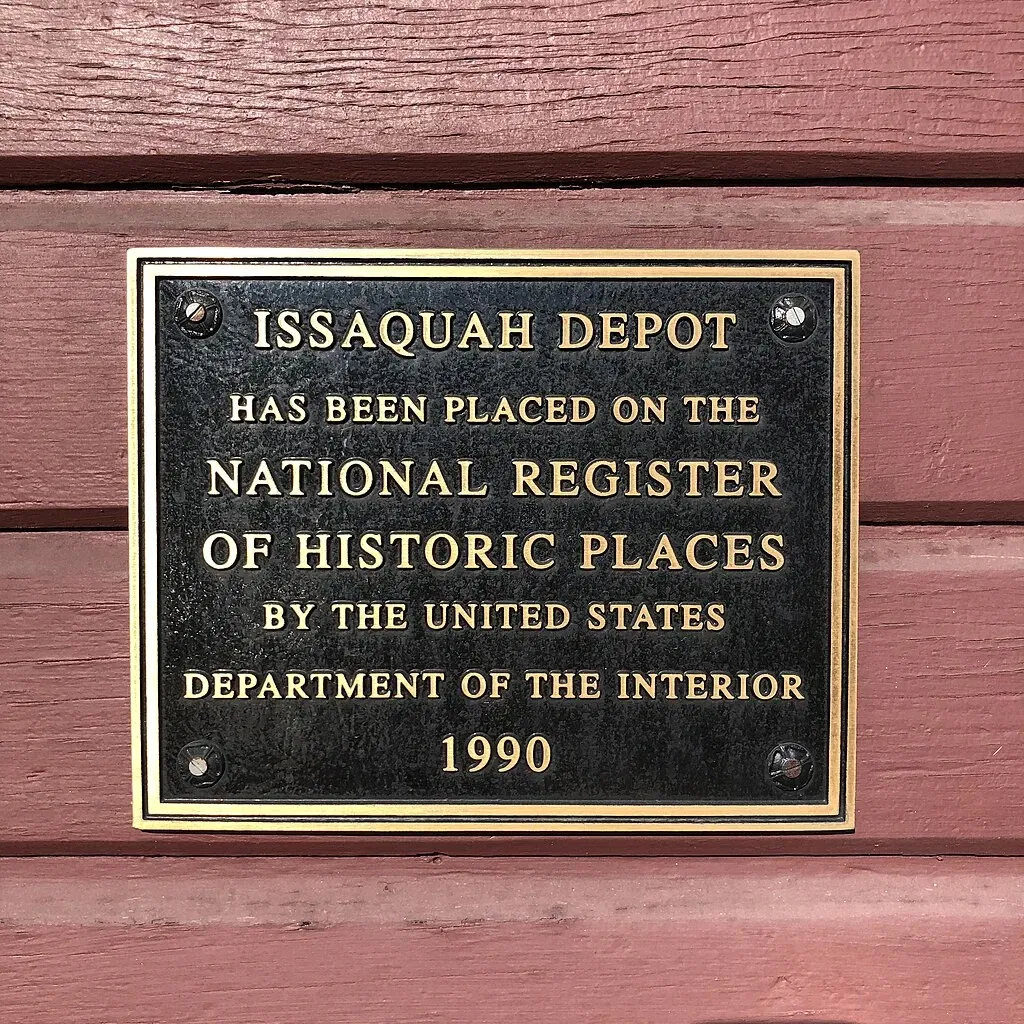 ISSAQUAH DEPOT
HAS BEEN PLACED ON THE
NATIONAL REGISTER
OF HISTORIC PLACES
BY THE UNITED STATES
DEPARTMENT OF THE INTERIOR
1990